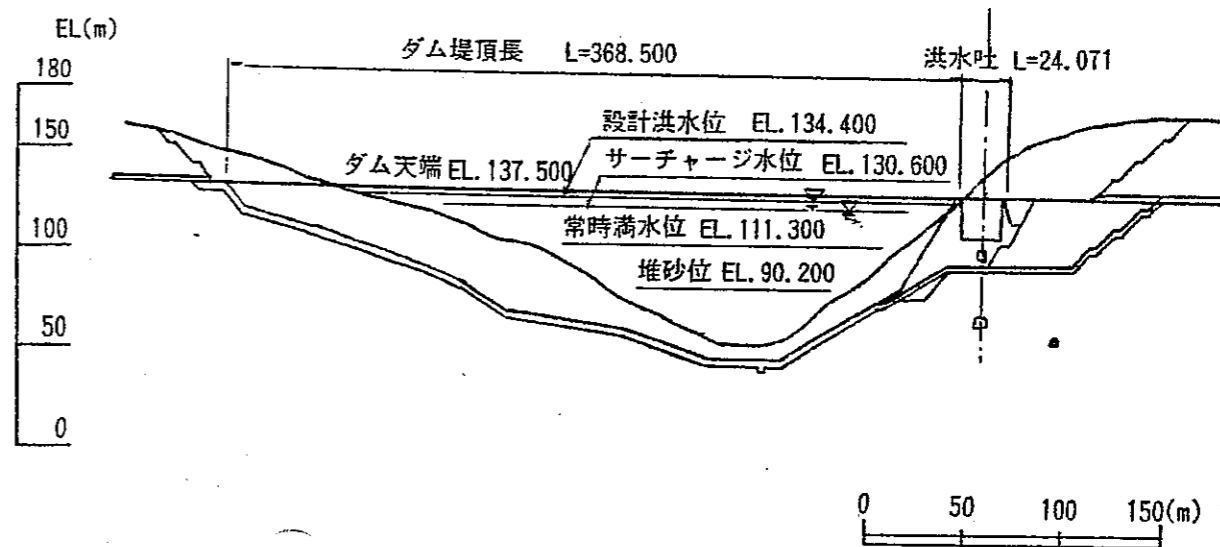 EL(m)
ダム堤頂長 L=368.500
洪水吐 L=24.071
180
設計洪水位 EL.134.400
150
サーチャージ水位 EL.130.600
ダム天端 EL.137.500
常時満水位 EL.111.300
100
堆砂位 EL.90.200
50
0
0 50 100 150(m)